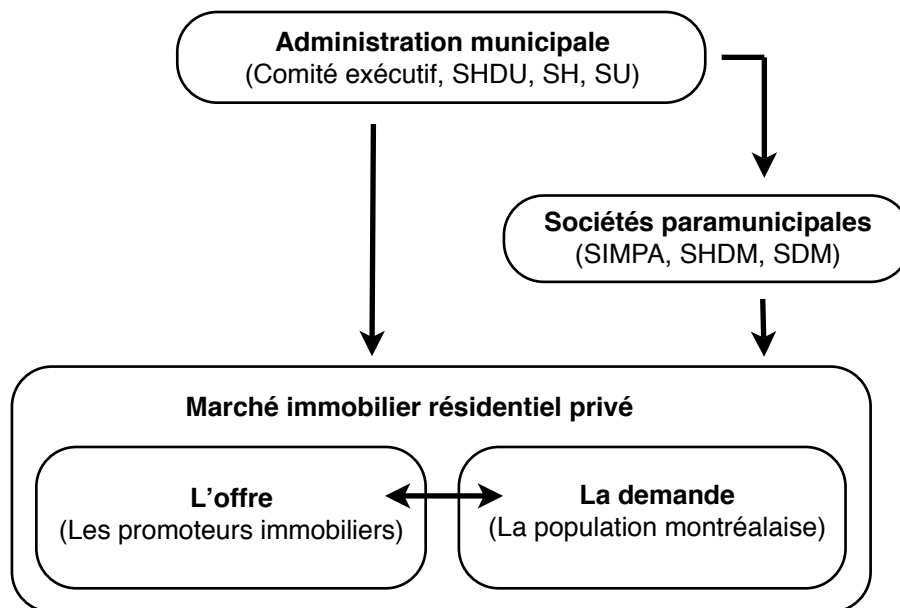 Administration municipale
(Comité exécutif, SHDU, SH, SU)
Sociétés paramunicipales
(SIMPA, SHDM, SDM)
Marché immobilier résidentiel privé
L'offre
(Les promoteurs immobiliers)
La demande
(La population montréalaise)